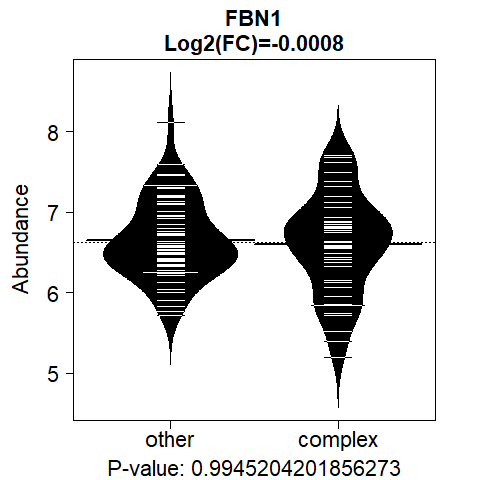 FBN1
Log2(FC)=-0.0008
Abundance
8
7
6
5
other complex
P-value: 0.9945204201856273